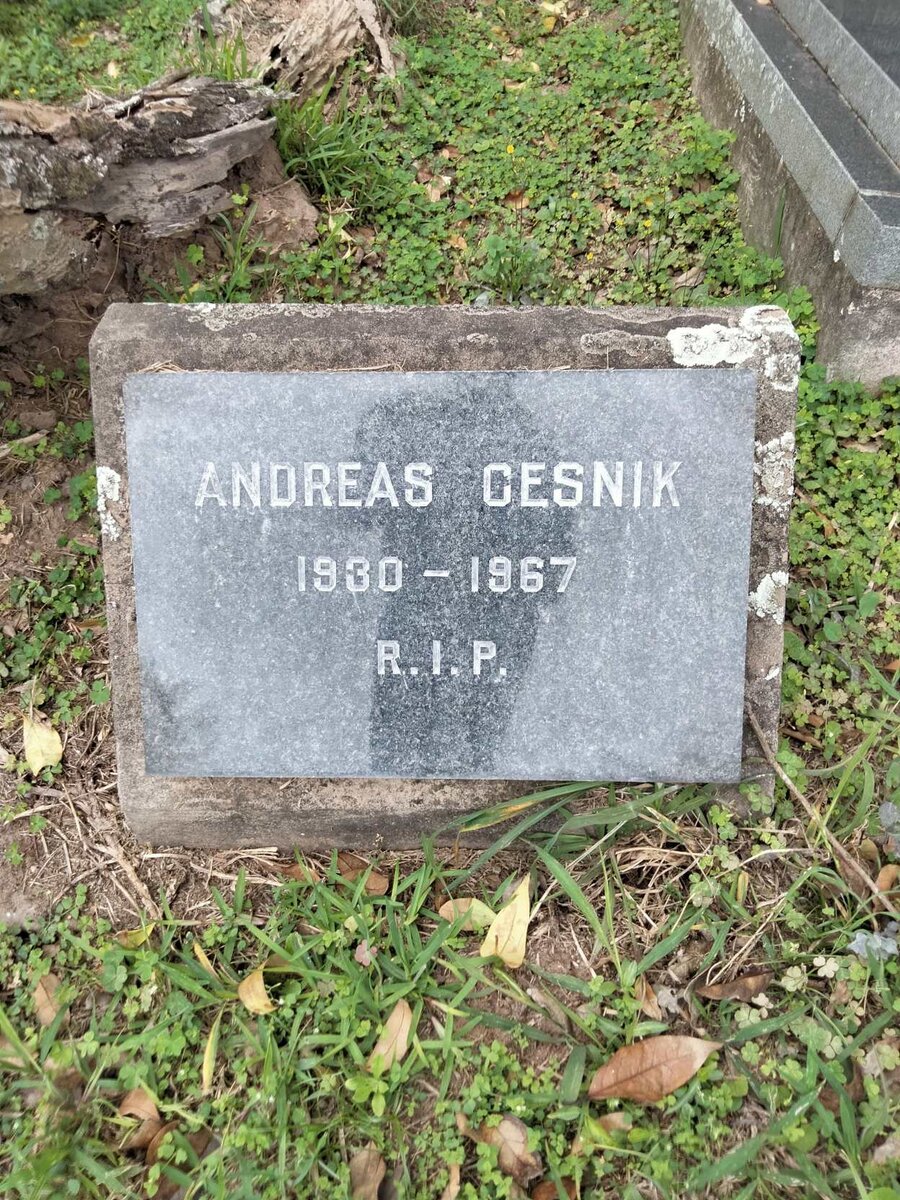 ANDREAS CESNIK
1930 – 1967
R.I.P.